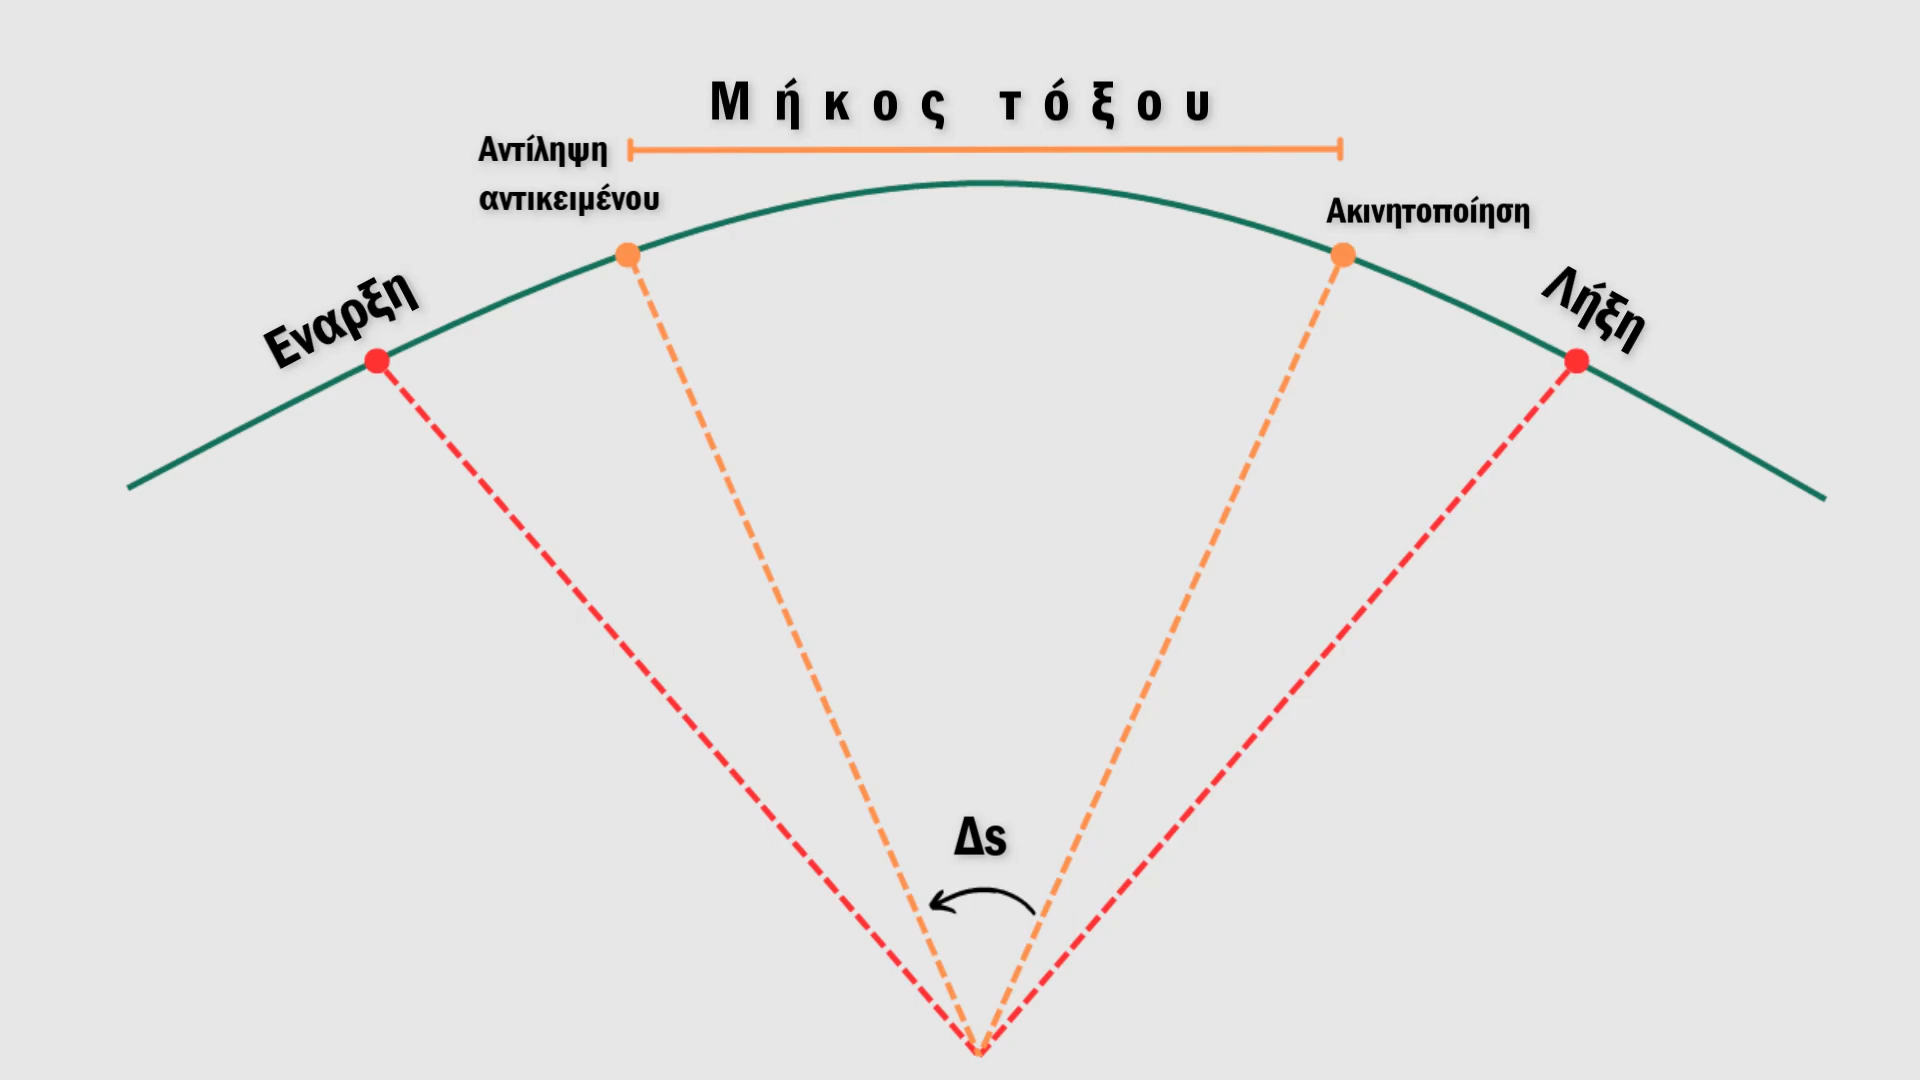 Μήκος τόξου
Αντίληψη
αντικειμένου
Ακινητοποίηση
Εναρξη
Λήξη
Δs